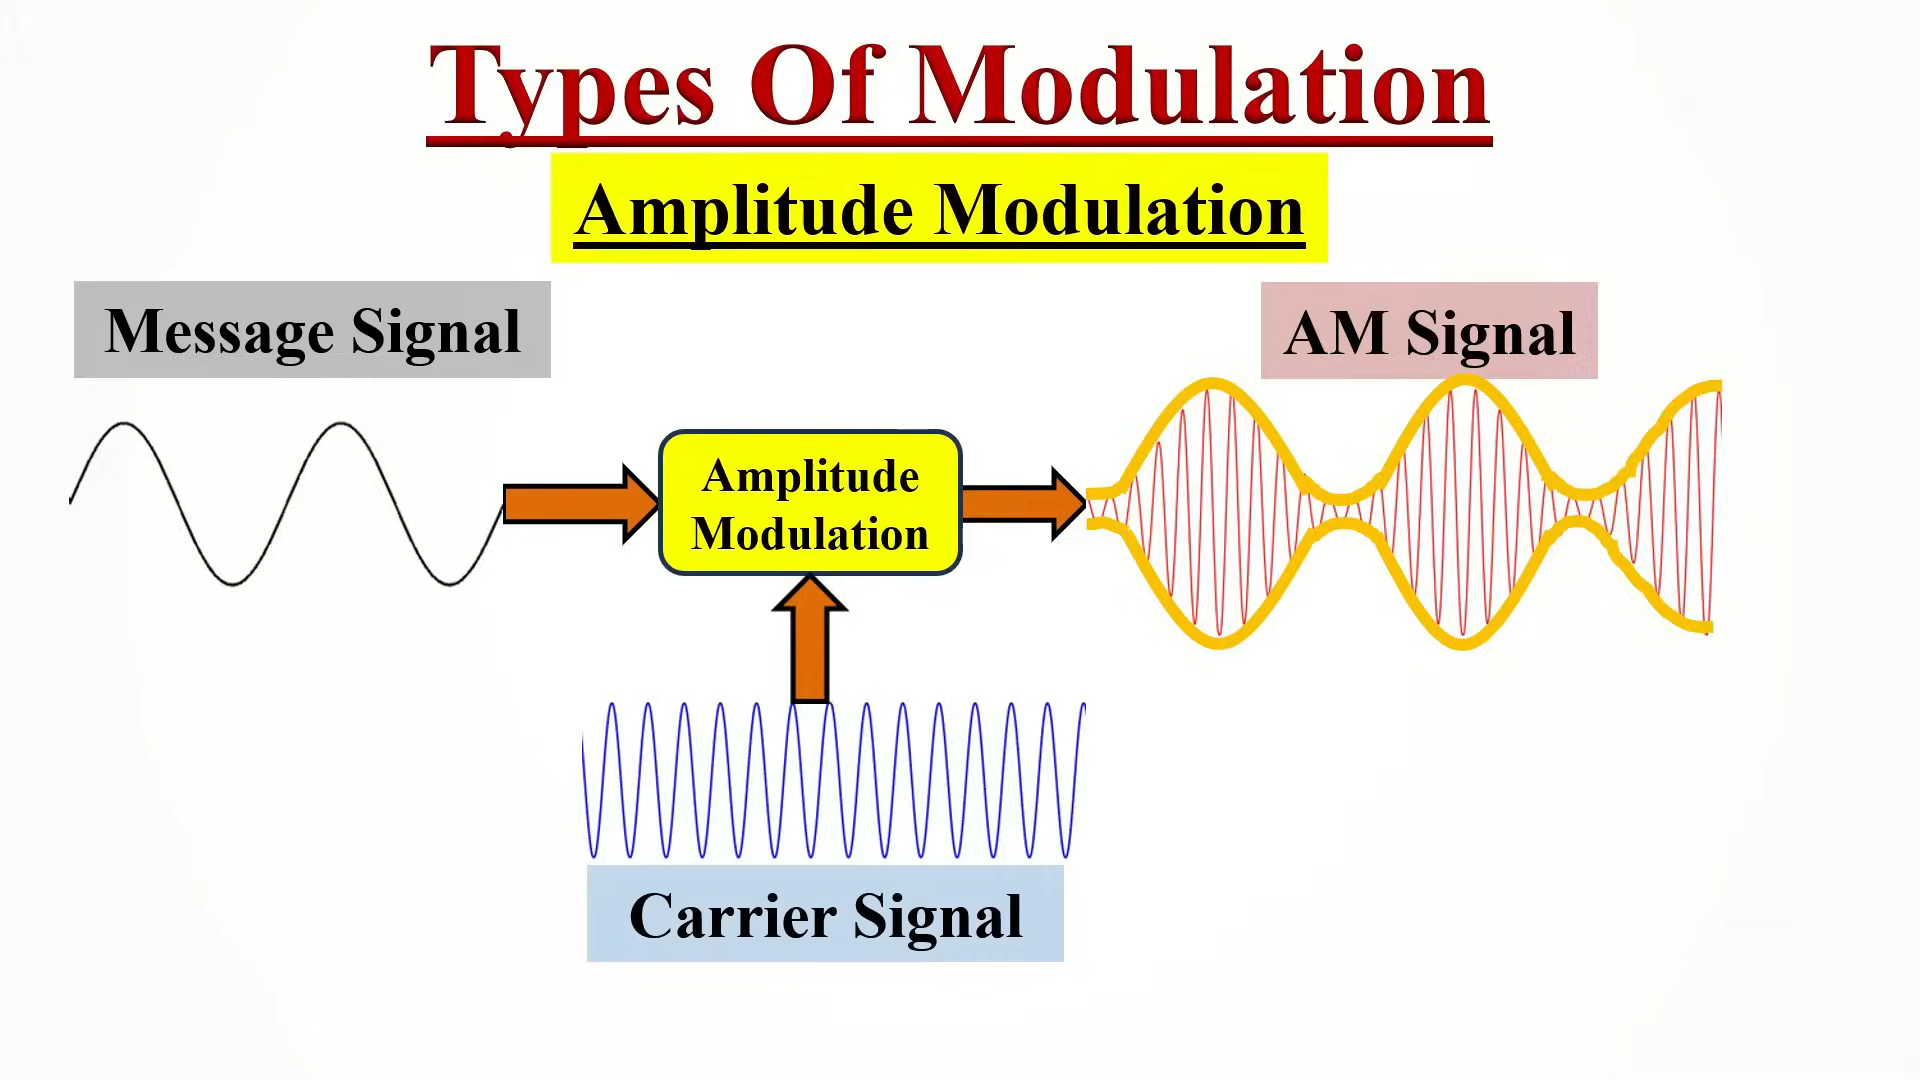 Types Of Modulation
Amplitude Modulation
Message Signal
AM Signal
Amplitude
Modulation
Carrier Signal